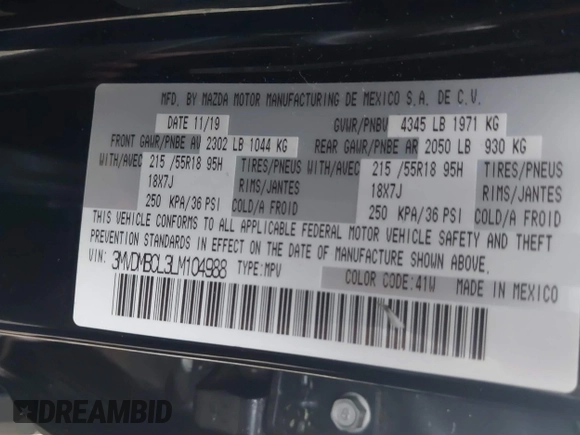 MFD. BY MAZDA MOTOR MANUFACTURING DE MEXICO S.A. DE C.V.
DATE 11/19 GVWR/PNBV 4345 LB 1971 KG
FRONT GAWR/PNBE AV 2302 LB 1044 KG REAR GAWR/PNBE AR 2050 LB 930 KG
WITH/AVEC 215 /55R18 95H TIRES/PNEUS WITH/AVEC 215 /55R18 95H TIRES/PNEUS
18X7J RIMS/JANTES 18X7J RIMS/JANTES
250 KPA/36 PSI COLD/A FROID 250 KPA/36 PSI COLD/A FROID
THIS VEHICLE CONFORMS TO ALL APPLICABLE FEDERAL MOTOR VEHICLE SAFETY AND THEFT
PREVENTION STANDARDS IN EFFECT ON THE DATE OF MANUFACTURE SHOWN ABOVE.
VIN: 3MVDMBCL3LM104988 TYPE:MPV COLOR CODE:41W MADE IN MEXICO
DREAMBID